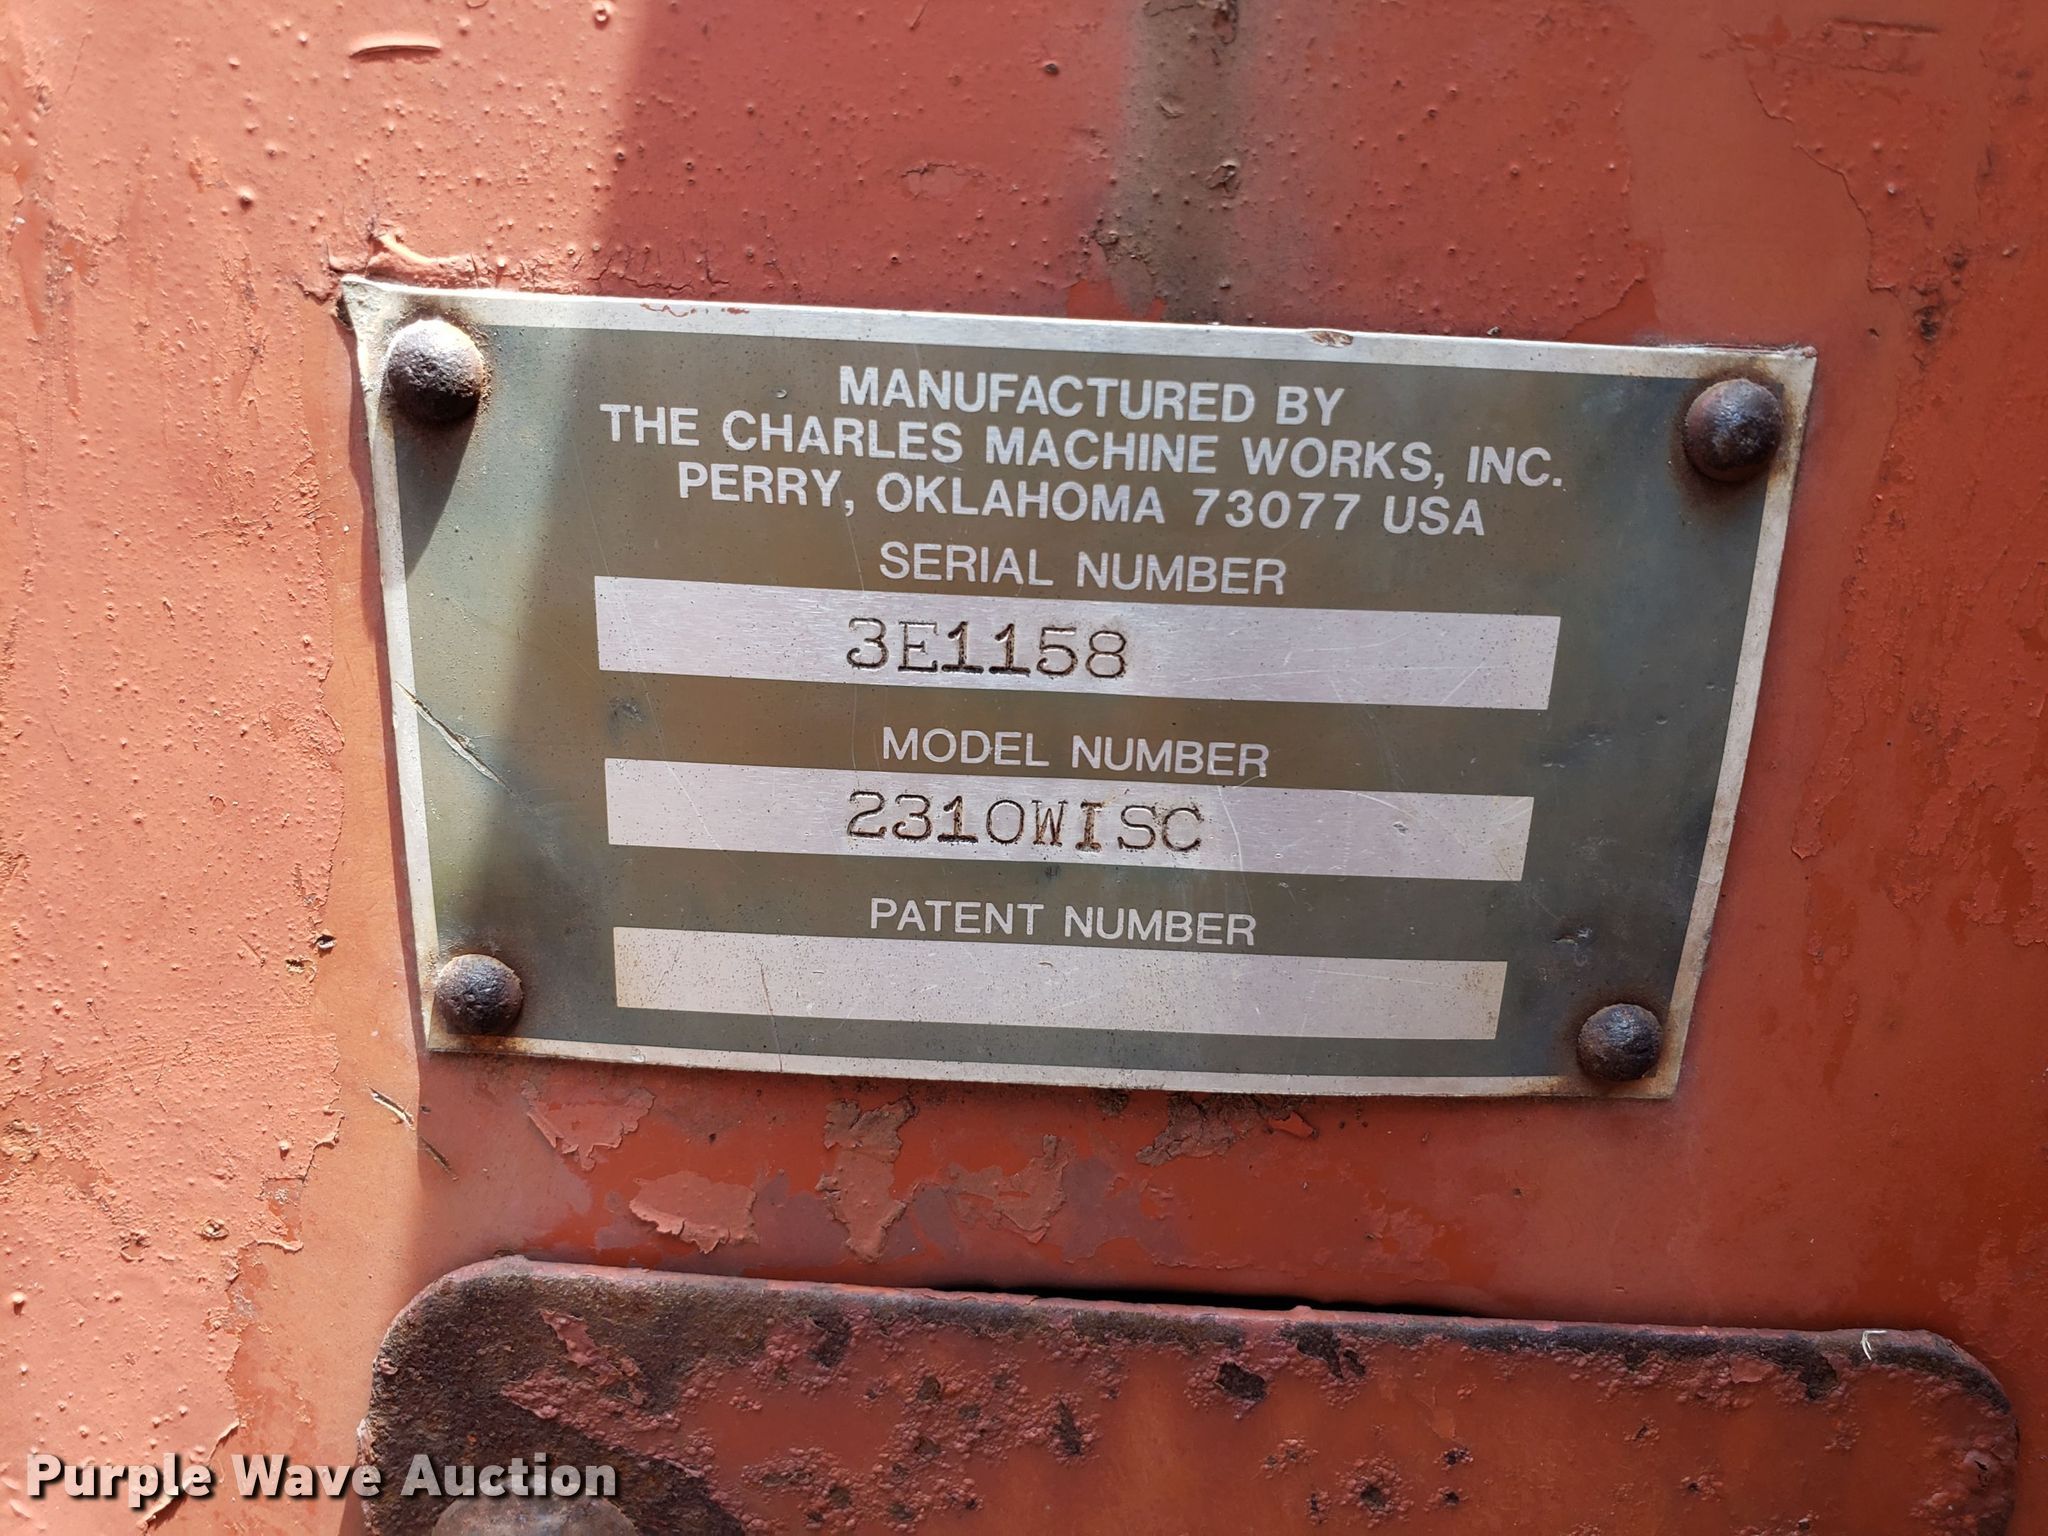 MANUFACTURED BY
THE CHARLES MACHINE WORKS, INC.
PERRY, OKLAHOMA 73077 USA
SERIAL NUMBER
3E1158
MODEL NUMBER
2310WISC
PATENT NUMBER
Purple Wave Auction